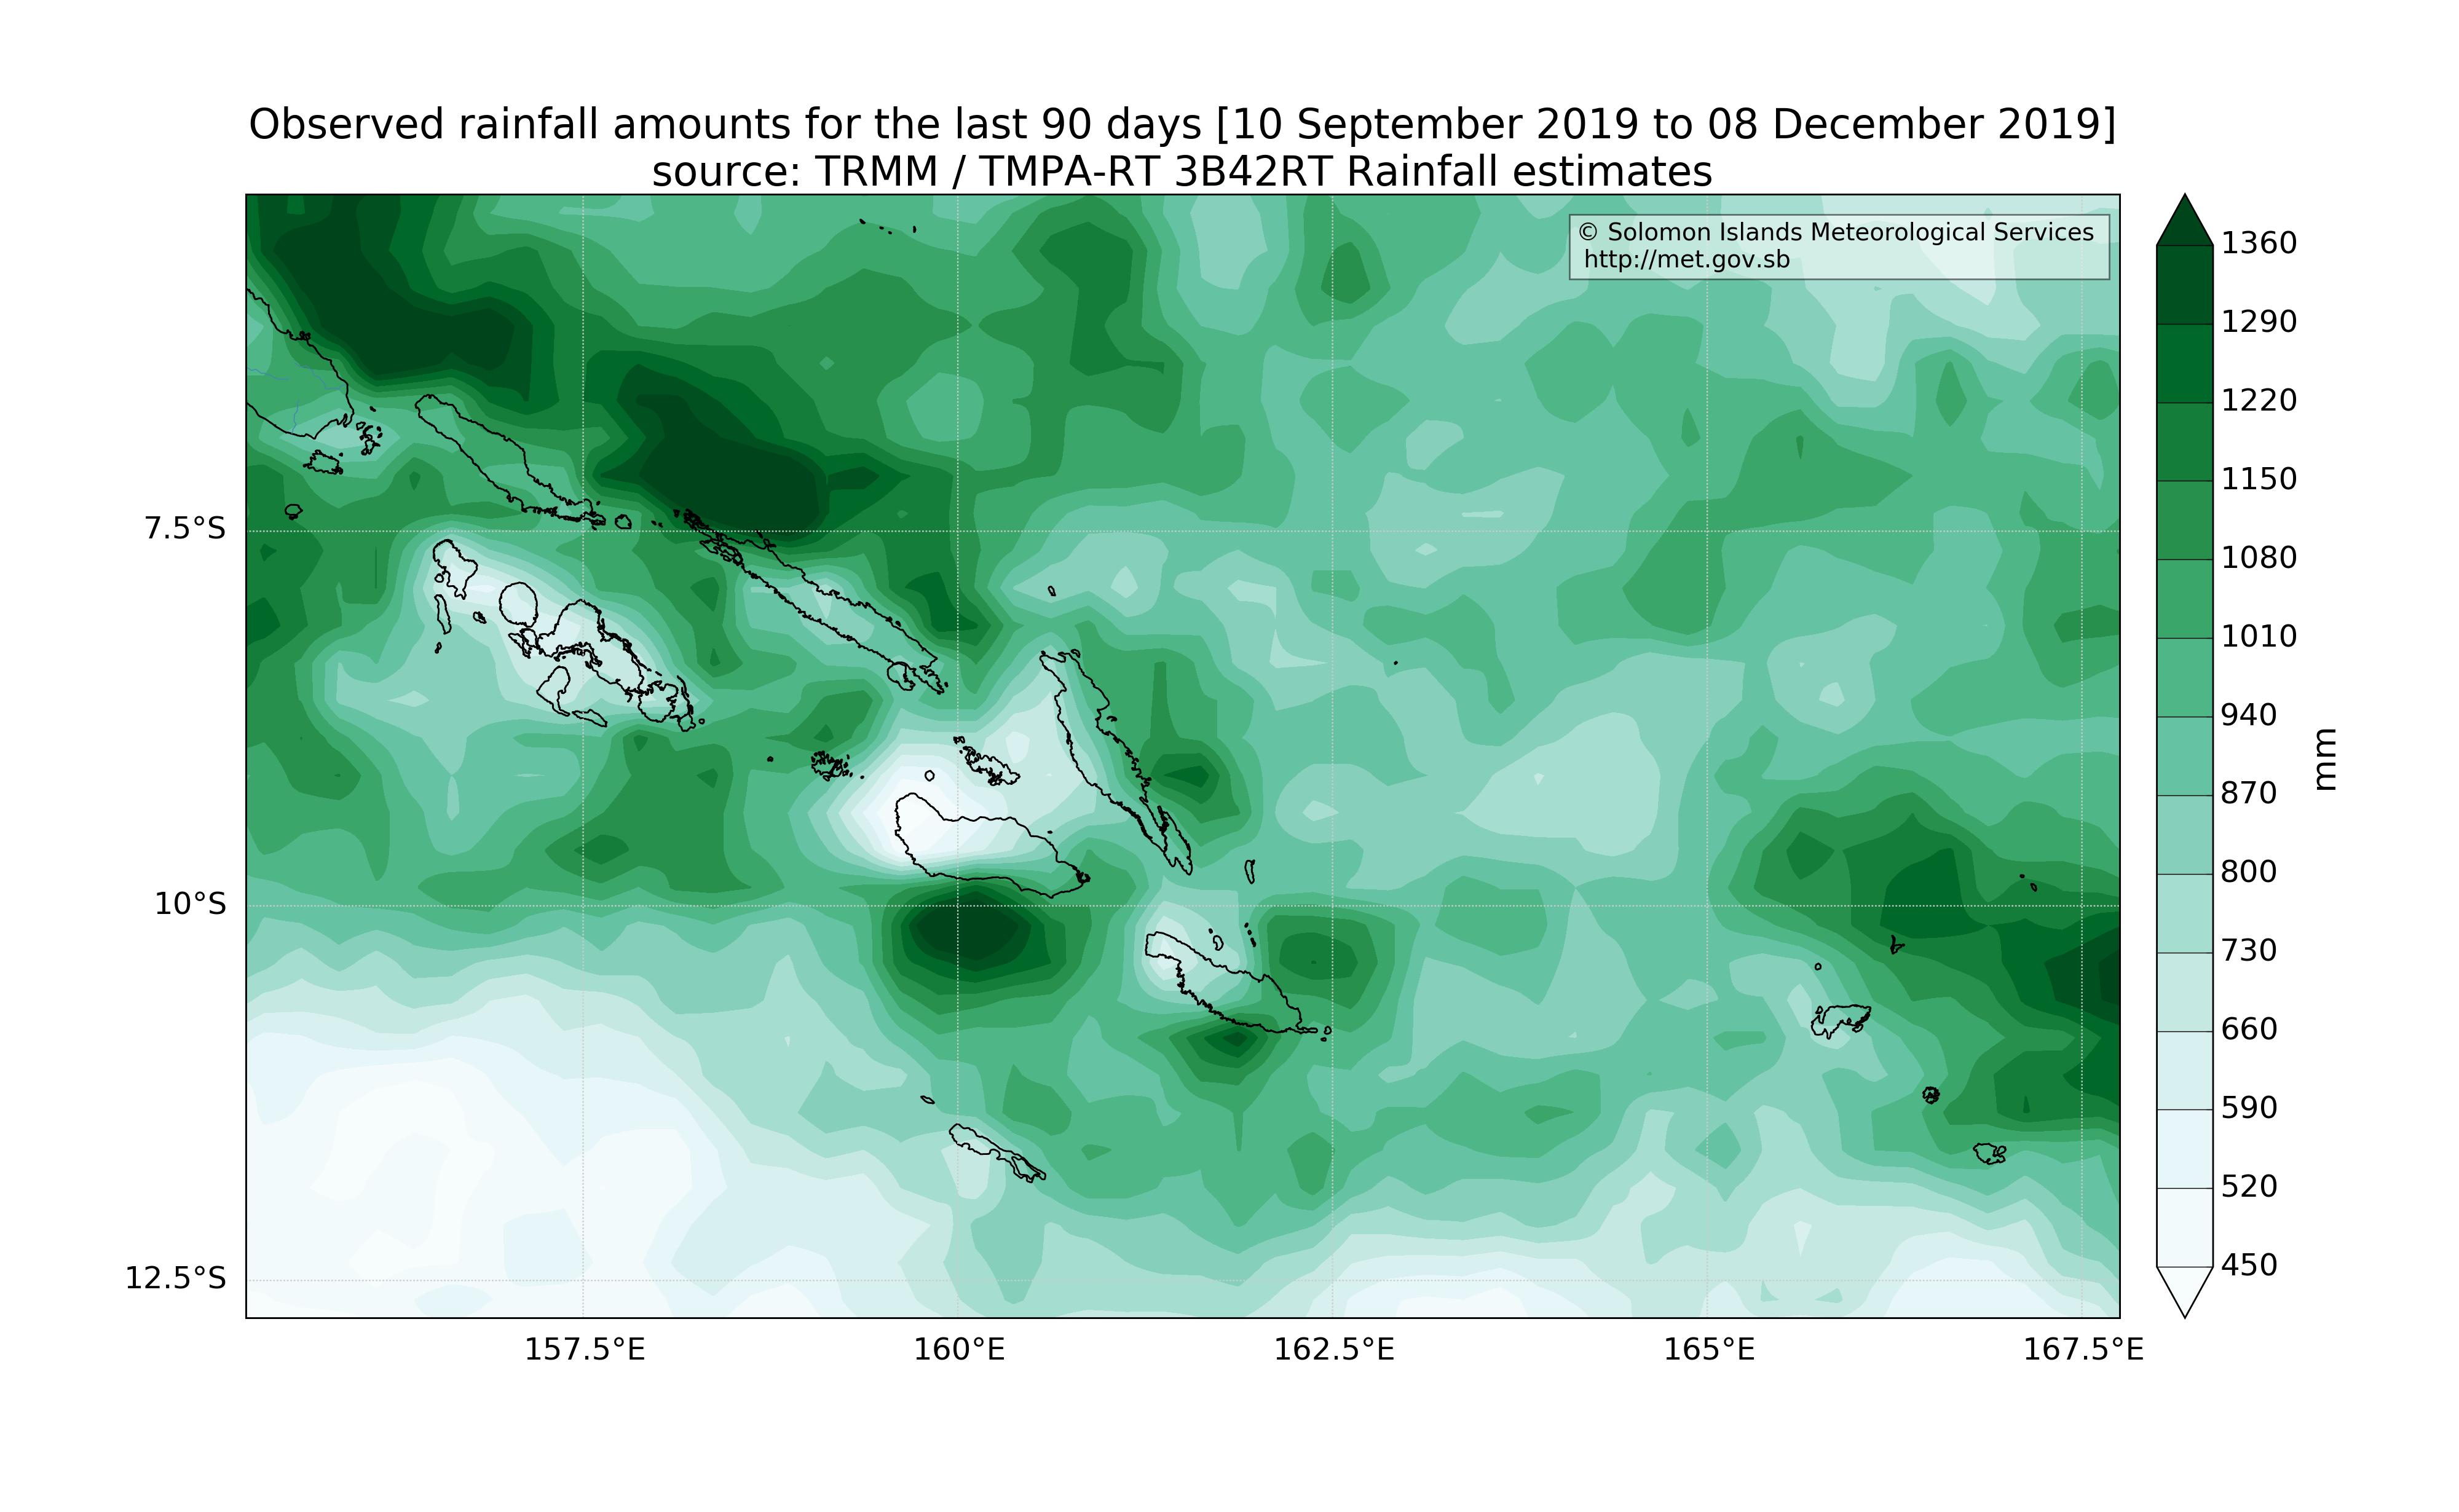 Observed rainfall amounts for the last 90 days [10 September 2019 to 08 December 2019]
source: TRMM / TMPA-RT 3B42RT Rainfall estimates
© Solomon Islands Meteorological Services
http://met.gov.sb
1360
1290
1220
1150
1080
1010
940
870
800
730
660
590
520
450
mm
7.5°S
10°S
12.5°S
157.5°E
160°E
162.5°E
165°E
167.5°E